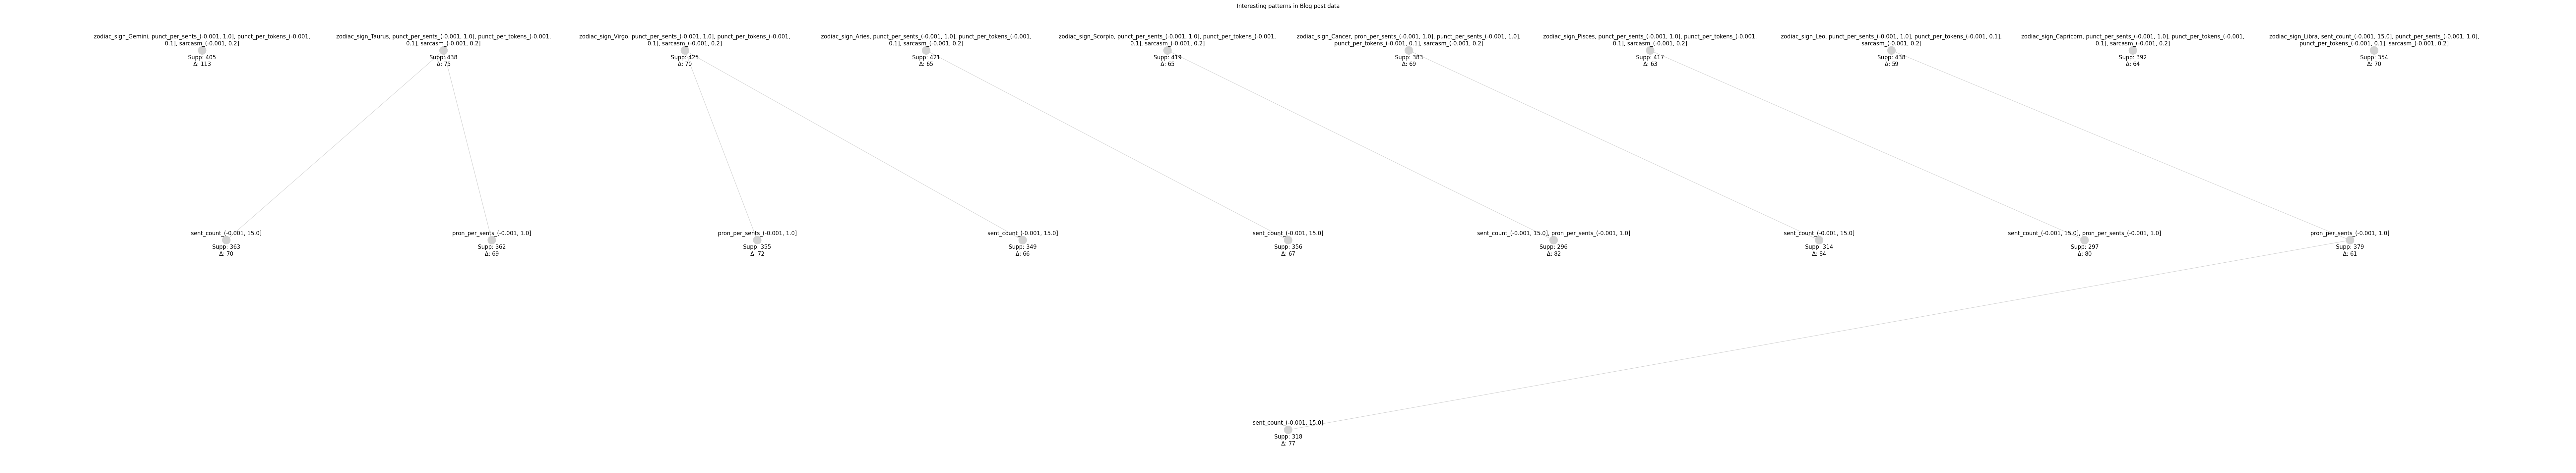 Interesting patterns in Blog post data
zodiac_sign_Gemini, punct_per_sents_(-0.001, 1.0], punct_per_tokens_(-0.001,
0.1], sarcasm_(-0.001, 0.2]
Supp: 405
Δ: 113
zodiac_sign_Taurus, punct_per_sents_(-0.001, 1.0], punct_per_tokens_(-0.001,
0.1], sarcasm_(-0.001, 0.2]
Supp: 438
Δ: 75
zodiac_sign_Virgo, punct_per_sents_(-0.001, 1.0], punct_per_tokens_(-0.001,
0.1], sarcasm_(-0.001, 0.2]
Supp: 425
Δ: 70
zodiac_sign_Aries, punct_per_sents_(-0.001, 1.0], punct_per_tokens_(-0.001,
0.1], sarcasm_(-0.001, 0.2]
Supp: 421
Δ: 65
zodiac_sign_Scorpio, punct_per_sents_(-0.001, 1.0], punct_per_tokens_(-0.001,
0.1], sarcasm_(-0.001, 0.2]
Supp: 419
Δ: 65
zodiac_sign_Cancer, pron_per_sents_(-0.001, 1.0], punct_per_sents_(-0.001, 1.0],
punct_per_tokens_(-0.001, 0.1], sarcasm_(-0.001, 0.2]
Supp: 383
Δ: 69
zodiac_sign_Pisces, punct_per_sents_(-0.001, 1.0], punct_per_tokens_(-0.001,
0.1], sarcasm_(-0.001, 0.2]
Supp: 417
Δ: 63
zodiac_sign_Leo, punct_per_sents_(-0.001, 1.0], punct_per_tokens_(-0.001, 0.1],
sarcasm_(-0.001, 0.2]
Supp: 438
Δ: 59
zodiac_sign_Capricorn, punct_per_sents_(-0.001, 1.0], punct_per_tokens_(-0.001,
0.1], sarcasm_(-0.001, 0.2]
Supp: 392
Δ: 64
zodiac_sign_Libra, sent_count_(-0.001, 15.0], punct_per_sents_(-0.001, 1.0],
punct_per_tokens_(-0.001, 0.1], sarcasm_(-0.001, 0.2]
Supp: 354
Δ: 70
sent_count_(-0.001, 15.0]
Supp: 363
Δ: 70
pron_per_sents_(-0.001, 1.0]
Supp: 362
Δ: 69
pron_per_sents_(-0.001, 1.0]
Supp: 355
Δ: 72
sent_count_(-0.001, 15.0]
Supp: 349
Δ: 66
sent_count_(-0.001, 15.0]
Supp: 356
Δ: 67
sent_count_(-0.001, 15.0], pron_per_sents_(-0.001, 1.0]
Supp: 296
Δ: 82
sent_count_(-0.001, 15.0]
Supp: 314
Δ: 84
sent_count_(-0.001, 15.0], pron_per_sents_(-0.001, 1.0]
Supp: 297
Δ: 80
pron_per_sents_(-0.001, 1.0]
Supp: 379
Δ: 61
sent_count_(-0.001, 15.0]
Supp: 318
Δ: 77